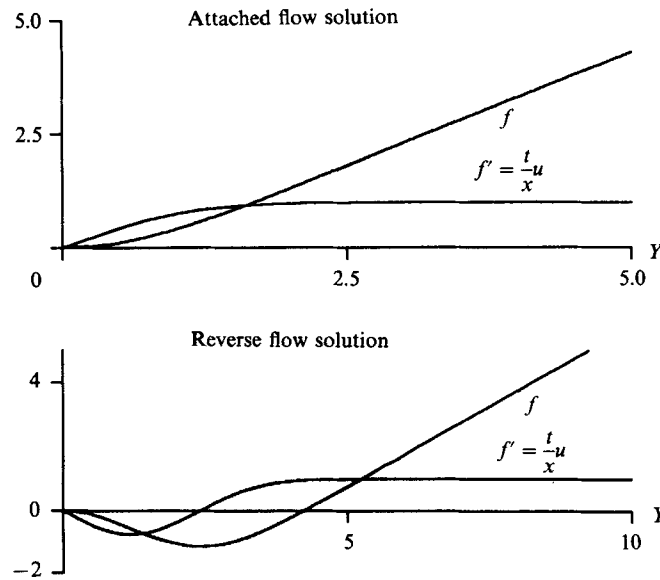 Attached flow solution
5.0
2.5
f
f′ = t/x u
0
2.5
5.0
Y
Reverse flow solution
4
f
f′ = t/x u
0
5
10
Y
−2